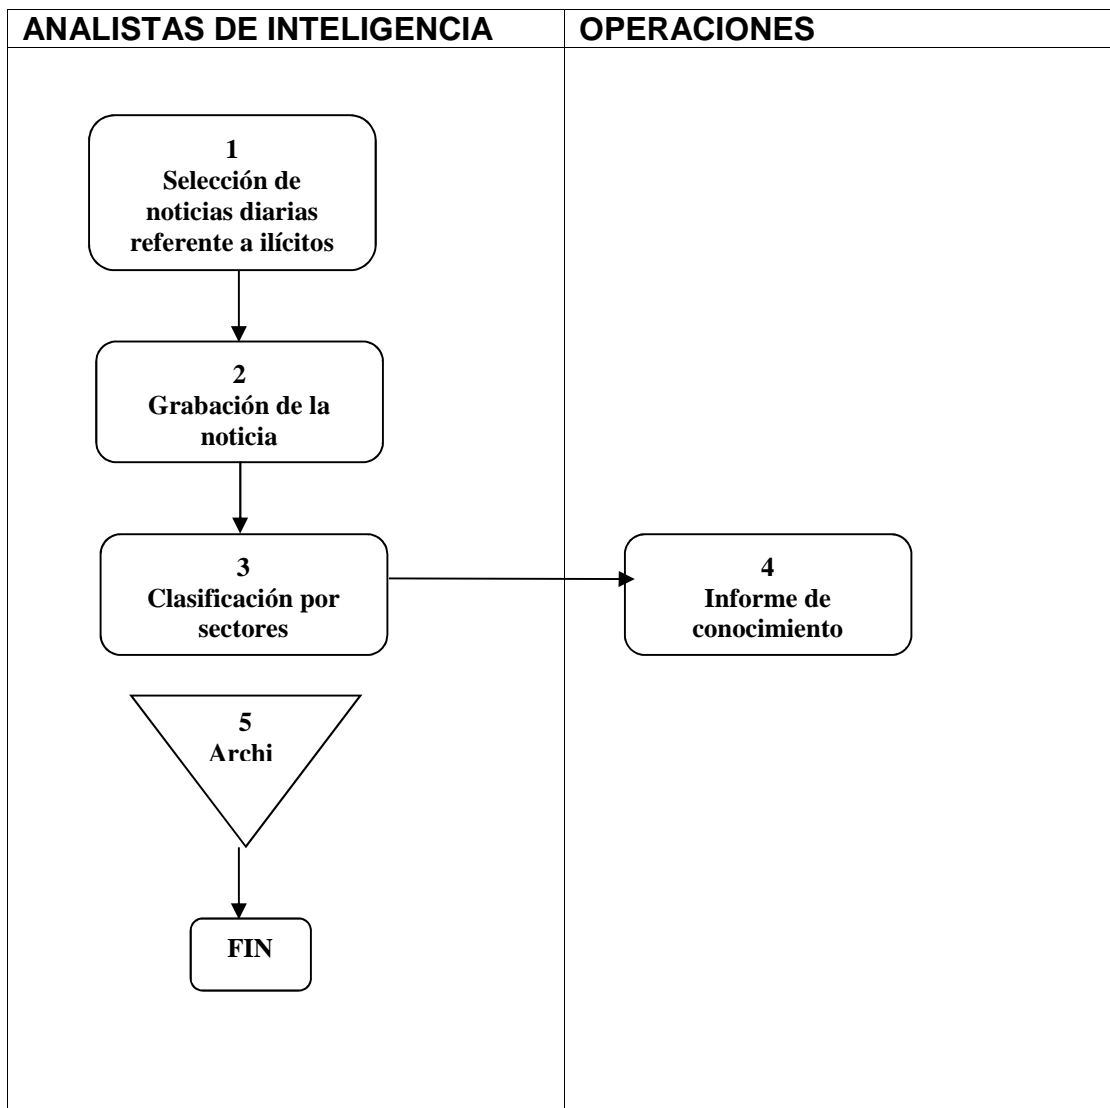 ANALISTAS DE INTELIGENCIA
OPERACIONES
1
Selección de
noticias diarias
referente a ilícitos
2
Grabación de la
noticia
3
Clasificación por
sectores
4
Informe de
conocimiento
5
Archi
FIN